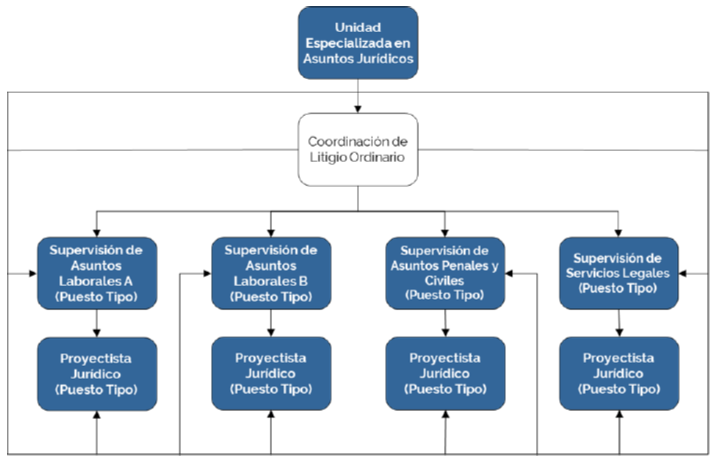 Unidad
Especializada en
Asuntos Jurídicos
Coordinación de
Litigio Ordinario
Supervisión de
Asuntos
Laborales A
(Puesto Tipo)
Supervisión de
Asuntos
Laborales B
(Puesto Tipo)
Supervisión de
Asuntos Penales y
Civiles
(Puesto Tipo)
Supervisión de
Servicios Legales
(Puesto Tipo)
Proyectista
Jurídico
(Puesto Tipo)
Proyectista
Jurídico
(Puesto Tipo)
Proyectista
Jurídico
(Puesto Tipo)
Proyectista
Jurídico
(Puesto Tipo)